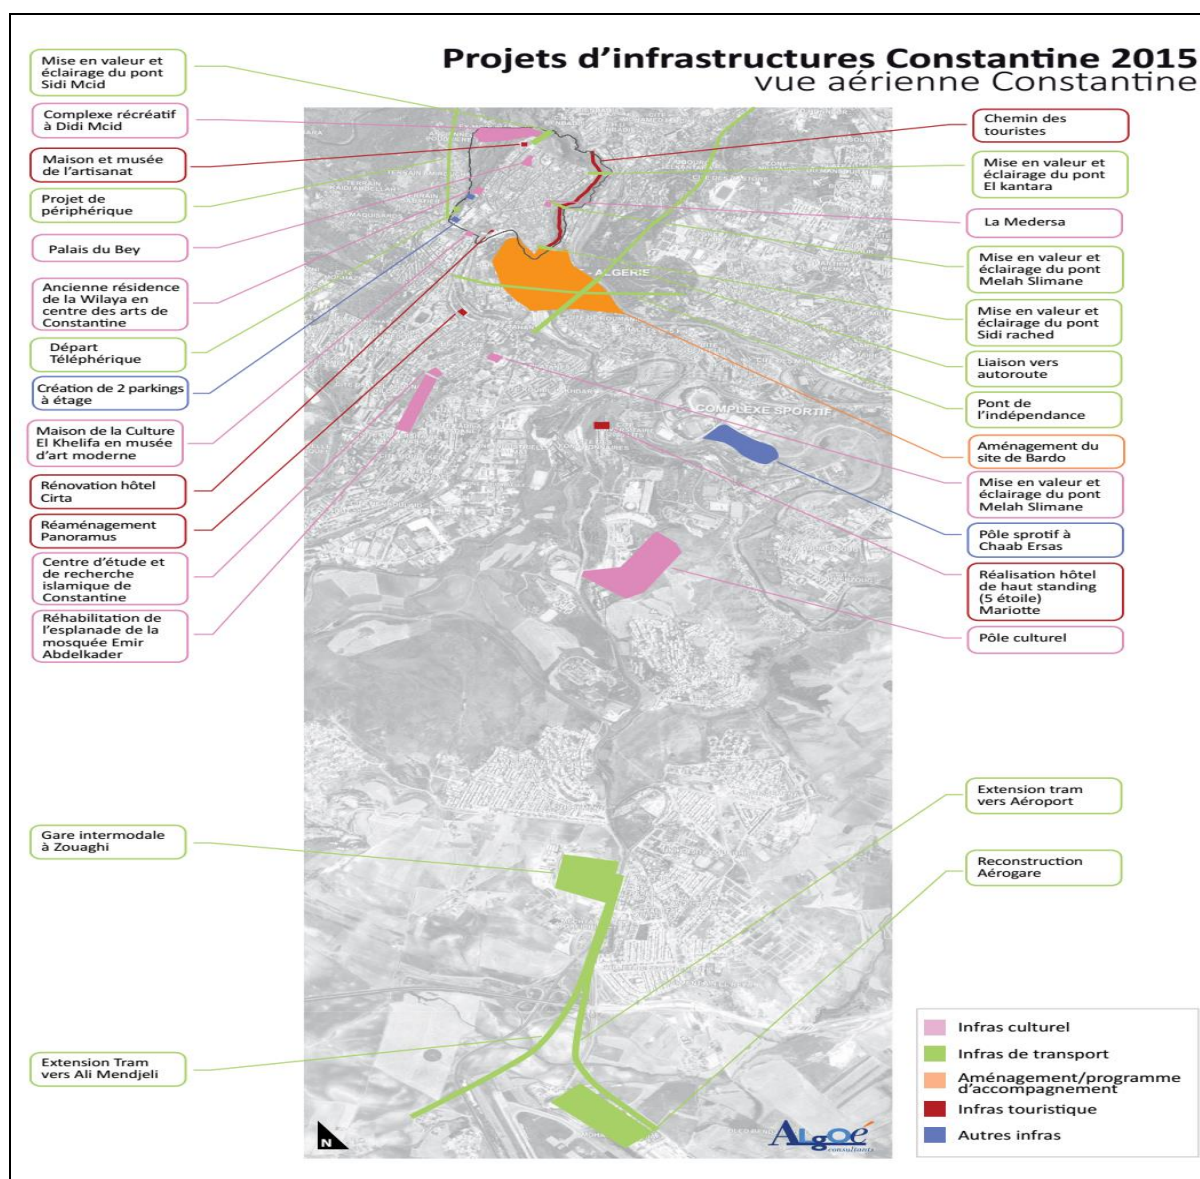 Projets d'infrastructures Constantine 2015
vue aérienne Constantine
Mise en valeur et
éclairage du pont
Sidi Mcid
Complexe récréatif
à Didi Mcid
Maison et musée
de l'artisanat
Projet de
périphérique
Palais du Bey
Ancienne résidence
de la Wilaya en
centre des arts de
Constantine
Départ
Téléphérique
Création de 2 parkings
à étage
Maison de la Culture
El Khelifa en musée
d'art moderne
Rénovation hôtel
Cirta
Réaménagement
Panoramus
Centre d'étude et
de recherche
islamique de
Constantine
Réhabilitation de
l'esplanade de la
mosquée Emir
Abdelkader
Gare intermodale
à Zouaghi
Extension Tram
vers Ali Mendjeli
ALGERIE
COMPLEXE SPORTIF
Chemin des
touristes
Mise en valeur et
éclairage du pont
El kantara
La Medersa
Mise en valeur et
éclairage du pont
Melah Slimane
Mise en valeur et
éclairage du pont
Sidi rached
Liaison vers
autoroute
Pont de
l'indépendance
Aménagement du
site de Bardo
Mise en valeur et
éclairage du pont
Melah Slimane
Pôle sprotif à
Chaab Ersas
Réalisation hôtel
de haut standing
(5 étoile)
Mariotte
Pôle culturel
Extension tram
vers Aéroport
Reconstruction
Aérogare
Infras culturel
Infras de transport
Aménagement/programme
d'accompagnement
Infras touristique
Autres infras
N
ALgOé
consultants